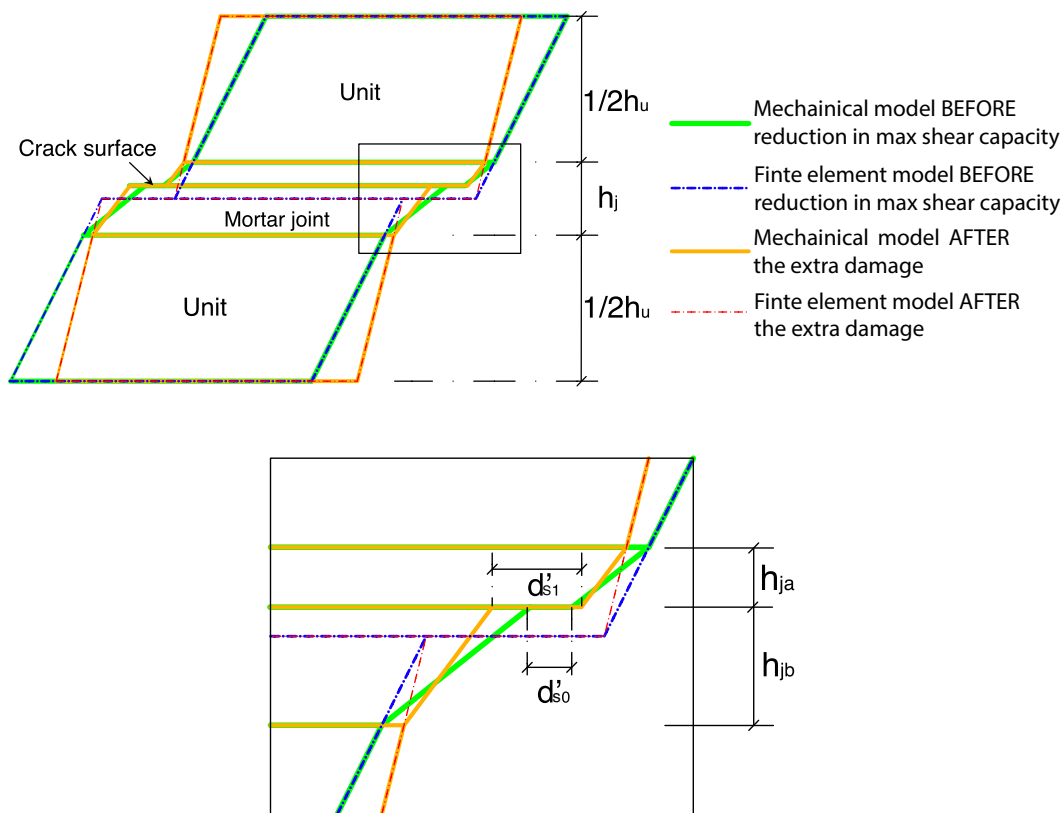 Unit
1/2hu
Crack surface
hj
Mortar joint
Unit
1/2hu
Mechainical model BEFORE
reduction in max shear capacity
Finte element model BEFORE
reduction in max shear capacity
Mechainical model AFTER
the extra damage
Finte element model AFTER
the extra damage
d's1
hja
d's0
hjb